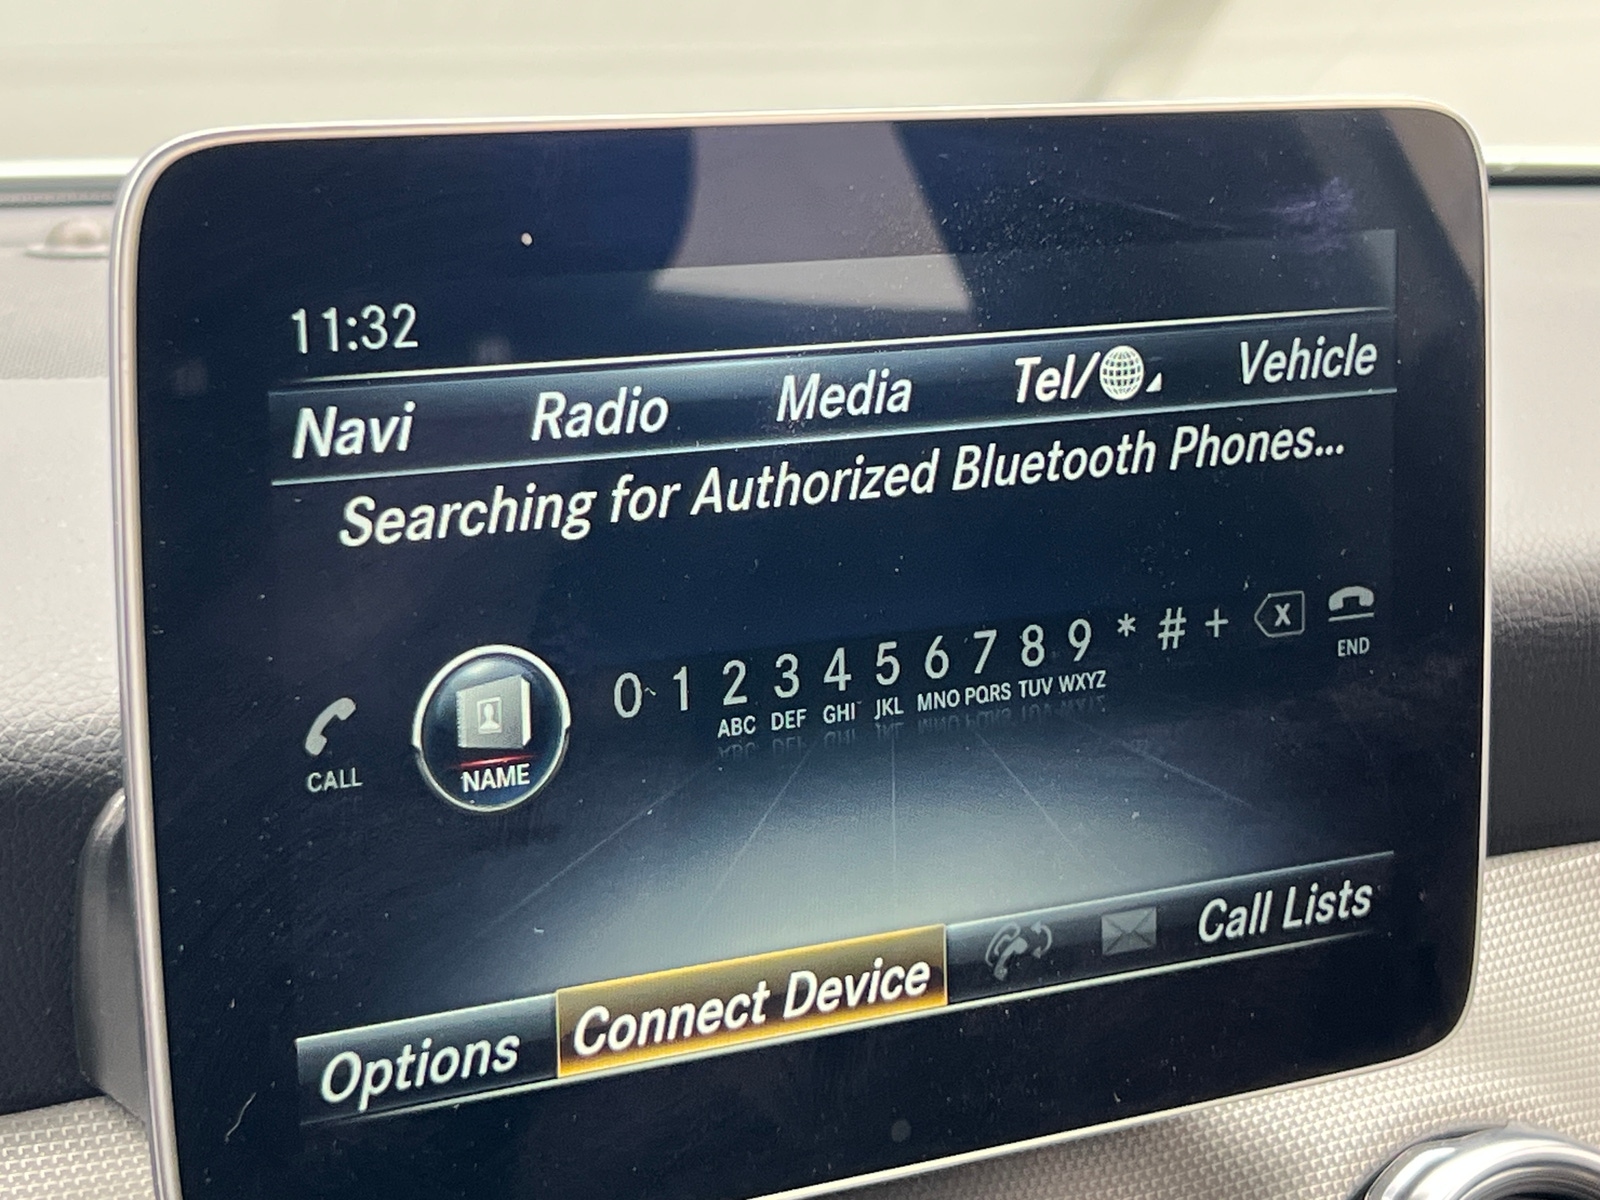 11:32
Navi Radio Media Tel/ Vehicle
Searching for Authorized Bluetooth Phones...
0 1 2 3 4 5 6 7 8 9 * # + X
ABC DEF GHI JKL MNO PQRS TUV WXYZ END
CALL NAME
Options Connect Device Call Lists